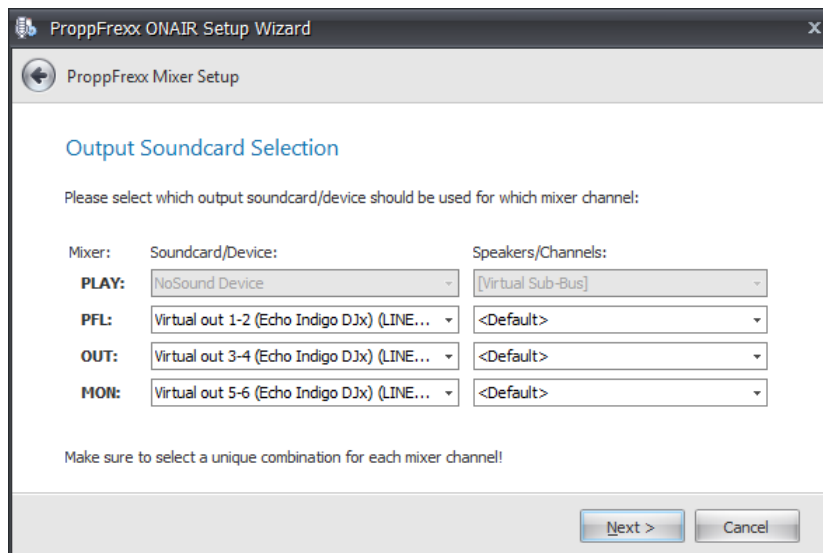 ProppFrexx ONAIR Setup Wizard
ProppFrexx Mixer Setup
Output Soundcard Selection
Please select which output soundcard/device should be used for which mixer channel:
Mixer: Soundcard/Device: Speakers/Channels:
PLAY: NoSound Device [Virtual Sub-Bus]
PFL: Virtual out 1-2 (Echo Indigo DJx) (LINE... <Default>
OUT: Virtual out 3-4 (Echo Indigo DJx) (LINE... <Default>
MON: Virtual out 5-6 (Echo Indigo DJx) (LINE... <Default>
Make sure to select a unique combination for each mixer channel!
Next > Cancel